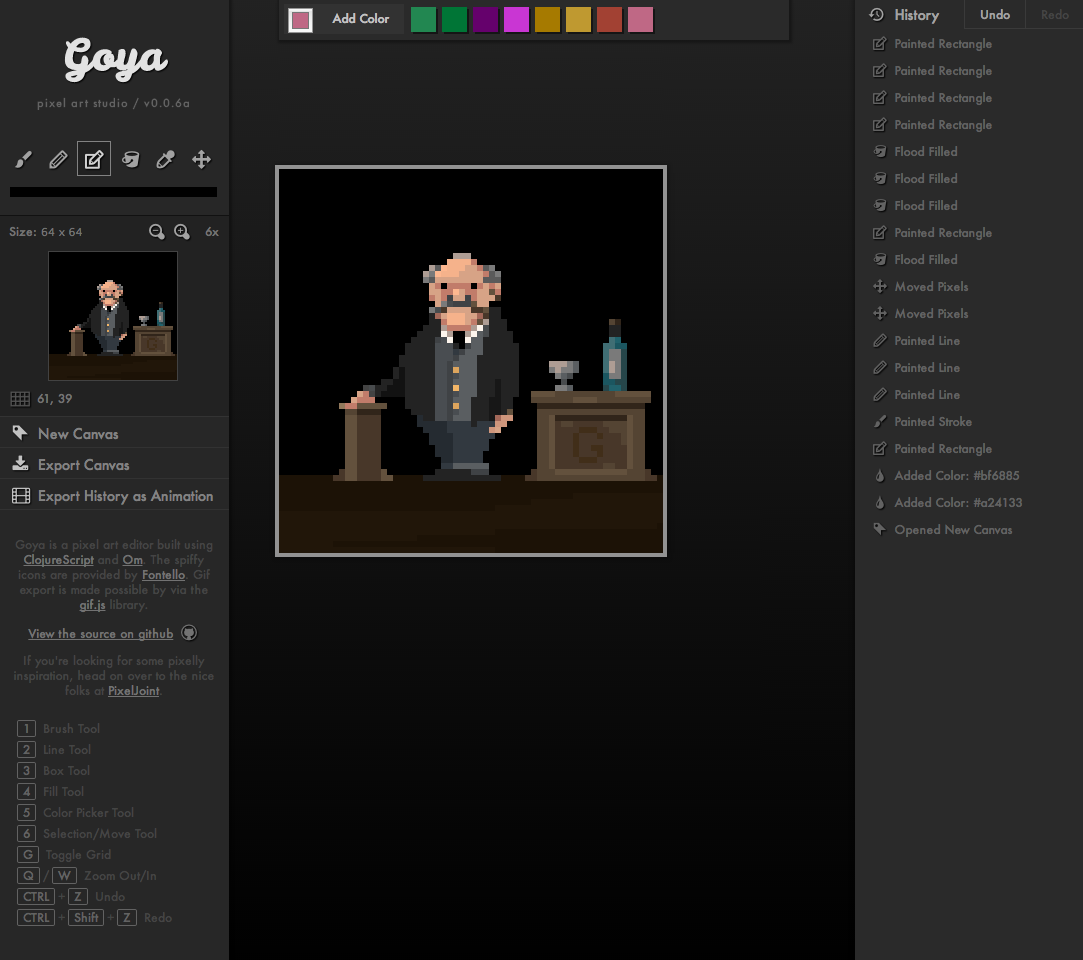 Goya
pixel art studio / v0.0.6a
Size: 64 x 64
6x
61, 39
New Canvas
Export Canvas
Export History as Animation
Goya is a pixel art editor built using
ClojureScript and Om. The spiffy
icons are provided by Fontello. Gif
export is made possible by via the
gif.js library.
View the source on github
If you're looking for some pixelly
inspiration, head on over to the nice
folks at PixelJoint.
1 Brush Tool
2 Line Tool
3 Box Tool
4 Fill Tool
5 Color Picker Tool
6 Selection/Move Tool
G Toggle Grid
Q / W Zoom Out/In
CTRL + Z Undo
CTRL + Shift + Z Redo
Add Color
G
History
Undo
Redo
Painted Rectangle
Painted Rectangle
Painted Rectangle
Painted Rectangle
Flood Filled
Flood Filled
Flood Filled
Painted Rectangle
Flood Filled
Moved Pixels
Moved Pixels
Painted Line
Painted Line
Painted Line
Painted Stroke
Painted Rectangle
Added Color: #bf6885
Added Color: #a24133
Opened New Canvas